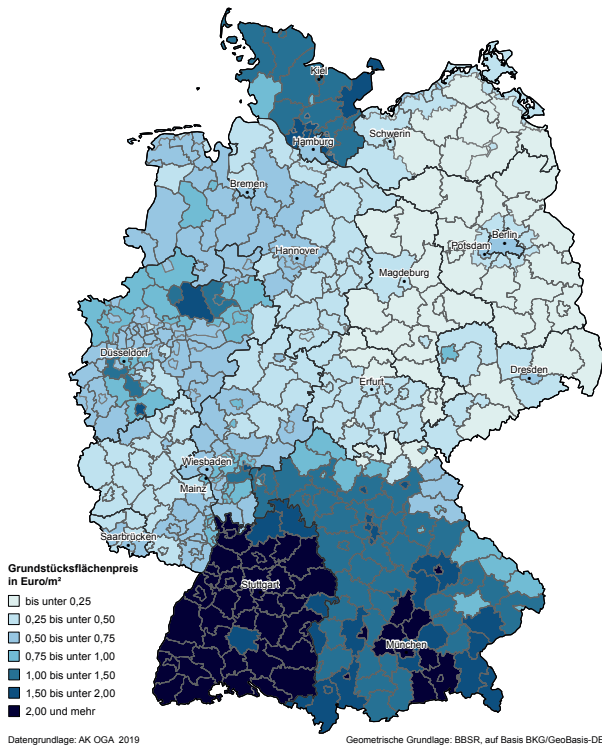 Kiel
Schwerin
Hamburg
Bremen
Berlin
Potsdam
Hannover
Magdeburg
Düsseldorf
Dresden
Erfurt
Wiesbaden
Mainz
Saarbrücken
Stuttgart
München
Grundstücksflächenpreis
in Euro/m²
bis unter 0,25
0,25 bis unter 0,50
0,50 bis unter 0,75
0,75 bis unter 1,00
1,00 bis unter 1,50
1,50 bis unter 2,00
2,00 und mehr
Datengrundlage: AK OGA 2019
Geometrische Grundlage: BBSR, auf Basis BKG/GeoBasis-DE